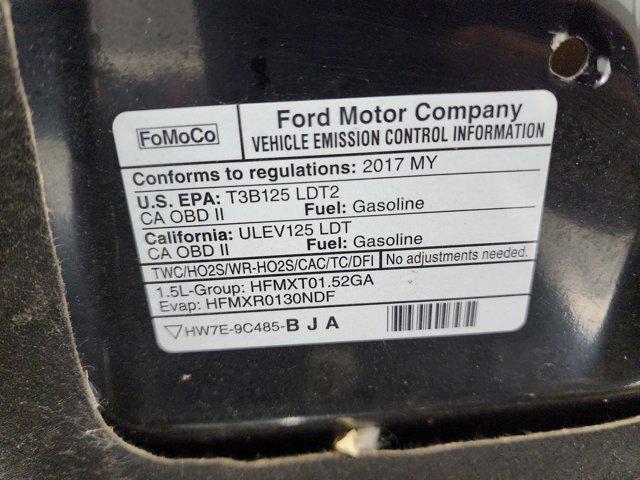 FoMoCo
Ford Motor Company
VEHICLE EMISSION CONTROL INFORMATION
Conforms to regulations: 2017 MY
U.S. EPA: T3B125 LDT2
CA OBD II Fuel: Gasoline
California: ULEV125 LDT
CA OBD II Fuel: Gasoline
TWC/HO2S/WR-HO2S/CAC/TC/DFI No adjustments needed.
1.5L-Group: HFMXT01.52GA
Evap: HFMXR0130NDF
HW7E-9C485-B J A